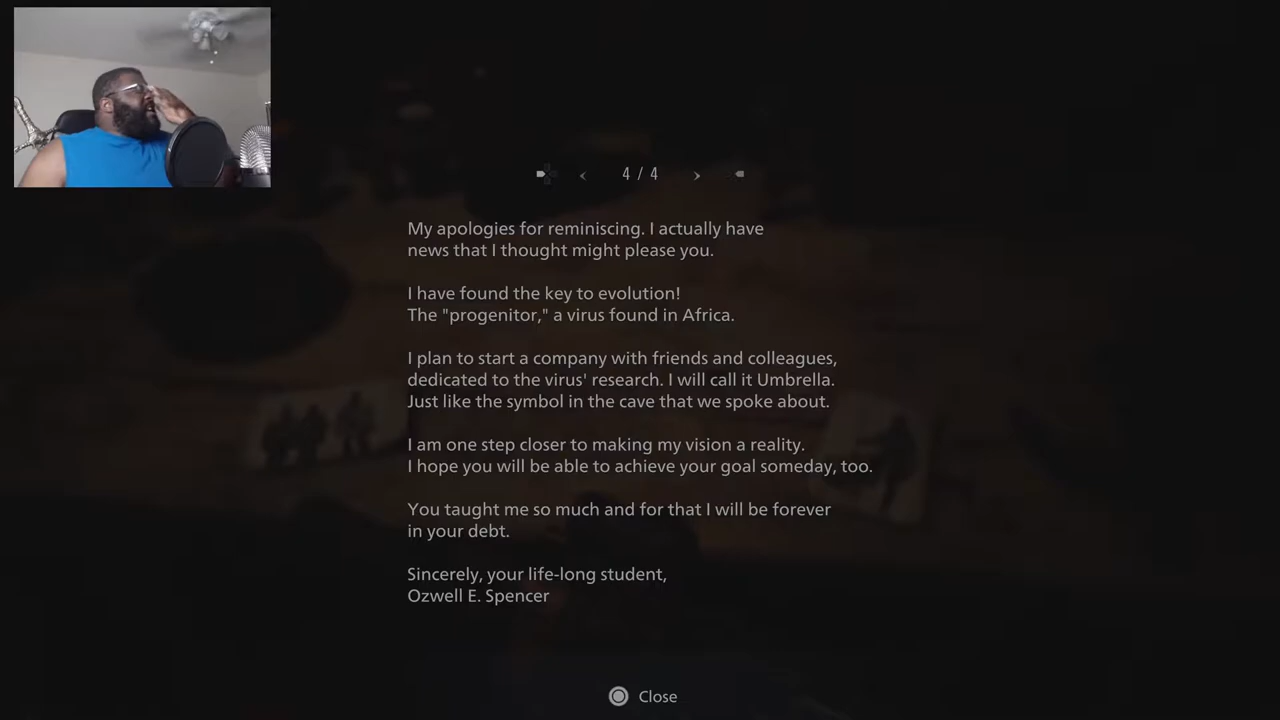 4 / 4
My apologies for reminiscing. I actually have
news that I thought might please you.
I have found the key to evolution!
The "progenitor," a virus found in Africa.
I plan to start a company with friends and colleagues,
dedicated to the virus' research. I will call it Umbrella.
Just like the symbol in the cave that we spoke about.
I am one step closer to making my vision a reality.
I hope you will be able to achieve your goal someday, too.
You taught me so much and for that I will be forever
in your debt.
Sincerely, your life-long student,
Ozwell E. Spencer
Close